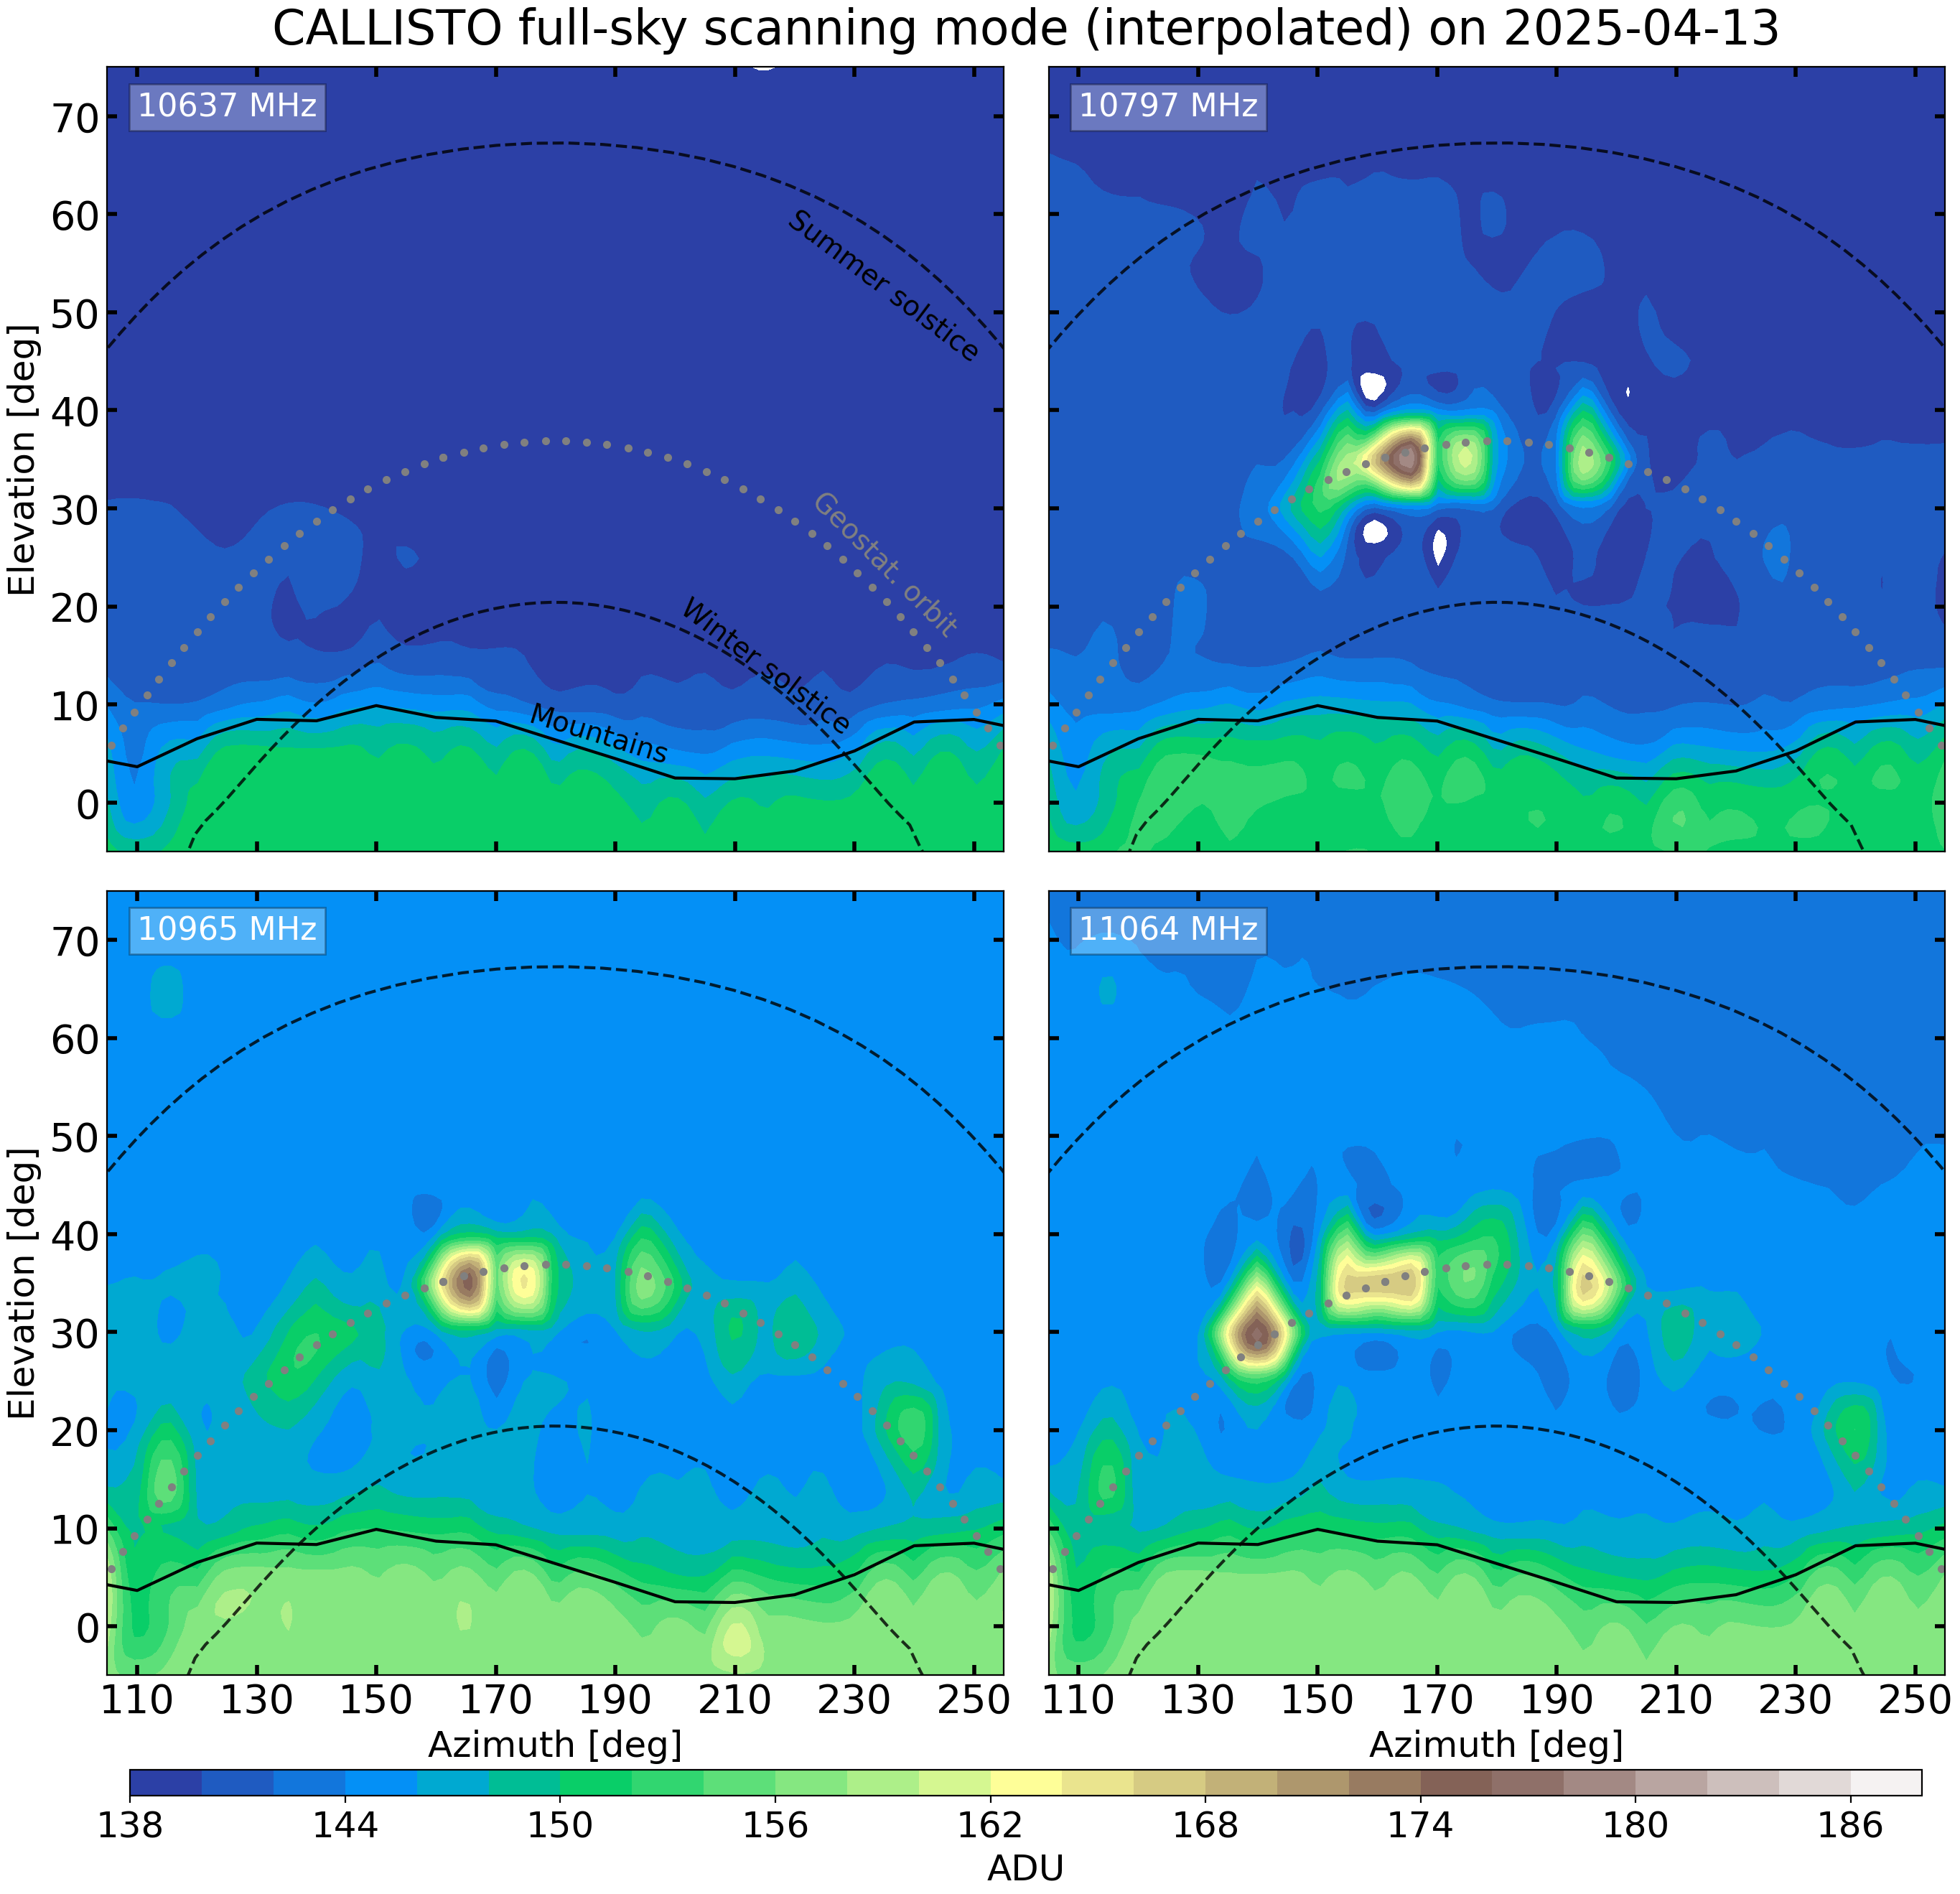 CALLISTO full-sky scanning mode (interpolated) on 2025-04-13
10637 MHz
10797 MHz
70
60
50
40
30
20
10
0
Elevation [deg]
Summer solstice
Geostat. orbit
Winter solstice
Mountains
10965 MHz
11064 MHz
70
60
50
40
30
20
10
0
Elevation [deg]
110 130 150 170 190 210 230 250
110 130 150 170 190 210 230 250
Azimuth [deg]
Azimuth [deg]
138 144 150 156 162 168 174 180 186
ADU